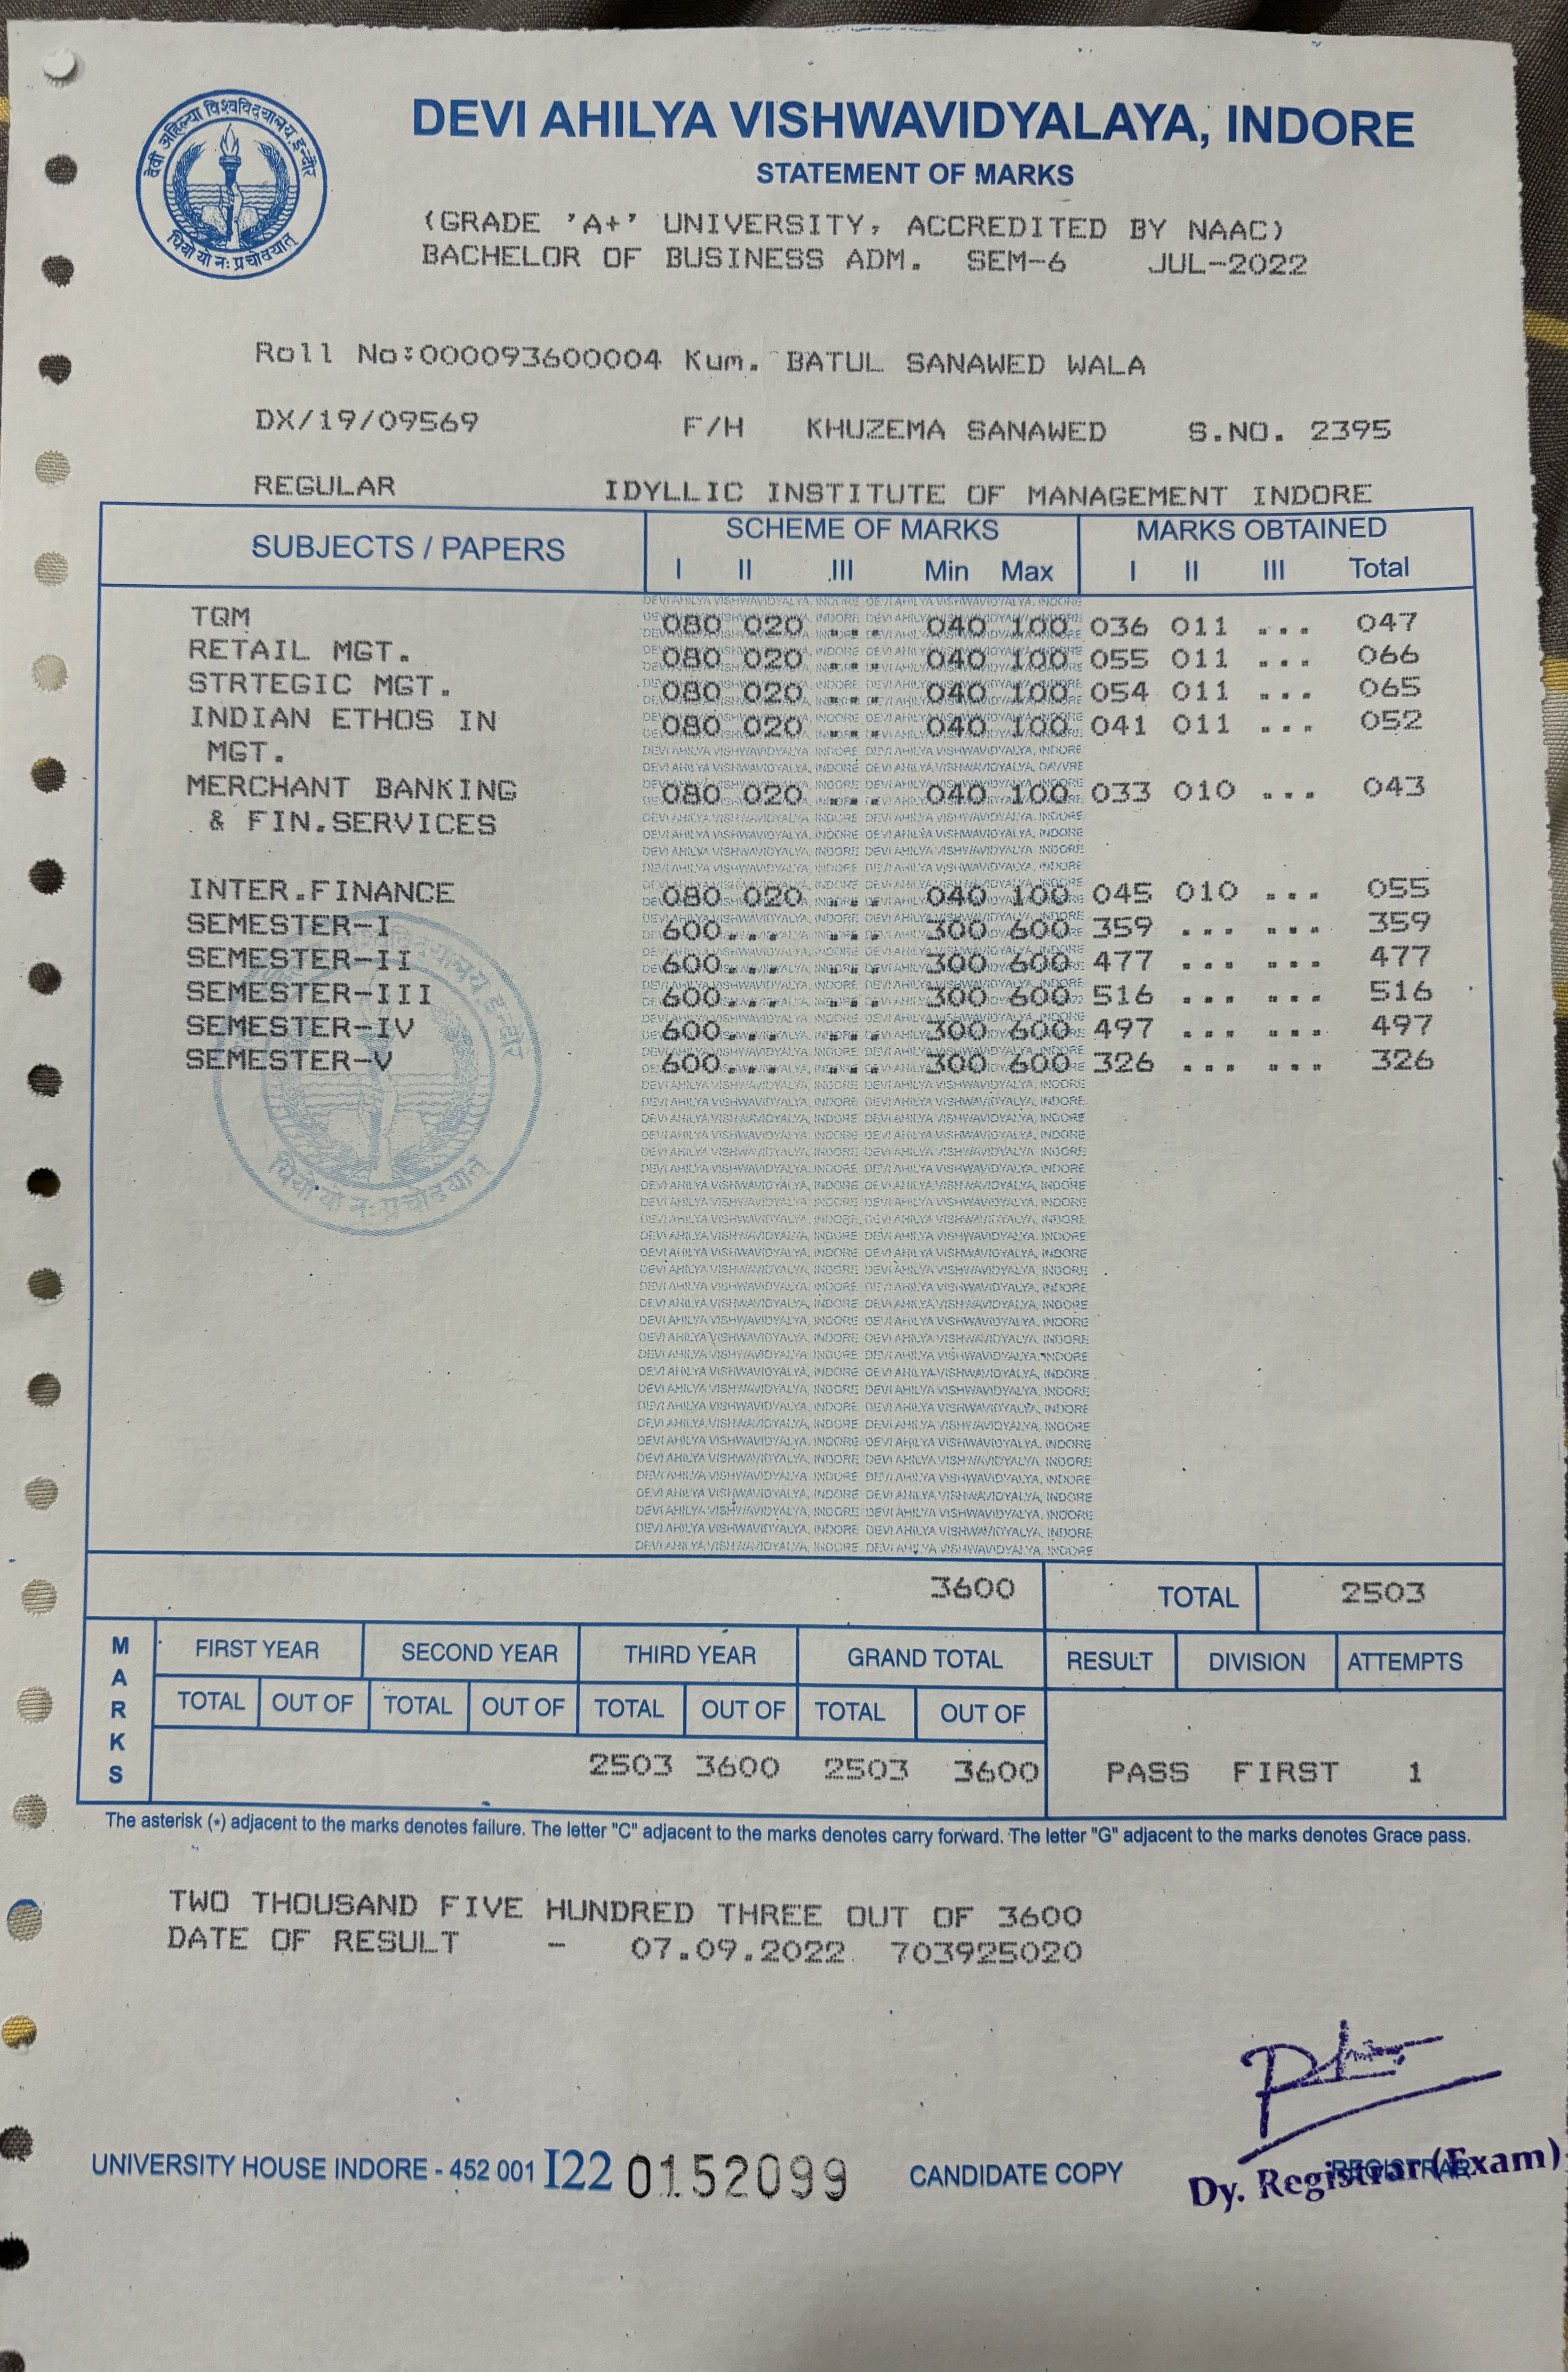 देवी अहिल्या विश्वविद्यालय, इन्दौर
धियो यो नः प्रचोदयात्
DEVI AHILYA VISHWAVIDYALAYA, INDORE
STATEMENT OF MARKS
(GRADE 'A+' UNIVERSITY, ACCREDITED BY NAAC)
BACHELOR OF BUSINESS ADM. SEM-6 JUL-2022
Roll No:000093600004 Kum. BATUL SANAWED WALA
DX/19/09569 F/H KHUZEMA SANAWED S.NO. 2395
REGULAR IDYLLIC INSTITUTE OF MANAGEMENT INDORE
SUBJECTS / PAPERS SCHEME OF MARKS MARKS OBTAINED
I II III Min Max I II III Total
TQM 080 020 ... 040 100 036 011 ... 047
RETAIL MGT. 080 020 ... 040 100 055 011 ... 066
STRTEGIC MGT. 080 020 ... 040 100 054 011 ... 065
INDIAN ETHOS IN 080 020 ... 040 100 041 011 ... 052
MGT.
MERCHANT BANKING 080 020 ... 040 100 033 010 ... 043
& FIN.SERVICES
INTER.FINANCE 080 020 ... 040 100 045 010 ... 055
SEMESTER-I 600... ... 300 600 359 ... ... 359
SEMESTER-II 600... ... 300 600 477 ... ... 477
SEMESTER-III 600... ... 300 600 516 ... ... 516
SEMESTER-IV 600... ... 300 600 497 ... ... 497
SEMESTER-V 600... ... 300 600 326 ... ... 326
धियो यो नः प्रचोदयात्
3600 TOTAL 2503
MARKS FIRST YEAR SECOND YEAR THIRD YEAR GRAND TOTAL RESULT DIVISION ATTEMPTS
TOTAL OUT OF TOTAL OUT OF TOTAL OUT OF TOTAL OUT OF
2503 3600 2503 3600 PASS FIRST 1
The asterisk (*) adjacent to the marks denotes failure. The letter "C" adjacent to the marks denotes carry forward. The letter "G" adjacent to the marks denotes Grace pass.
TWO THOUSAND FIVE HUNDRED THREE OUT OF 3600
DATE OF RESULT - 07.09.2022 703925020
UNIVERSITY HOUSE INDORE - 452 001 I22 0152099 CANDIDATE COPY REGISTRAR
Dy. Registrar (Exam)